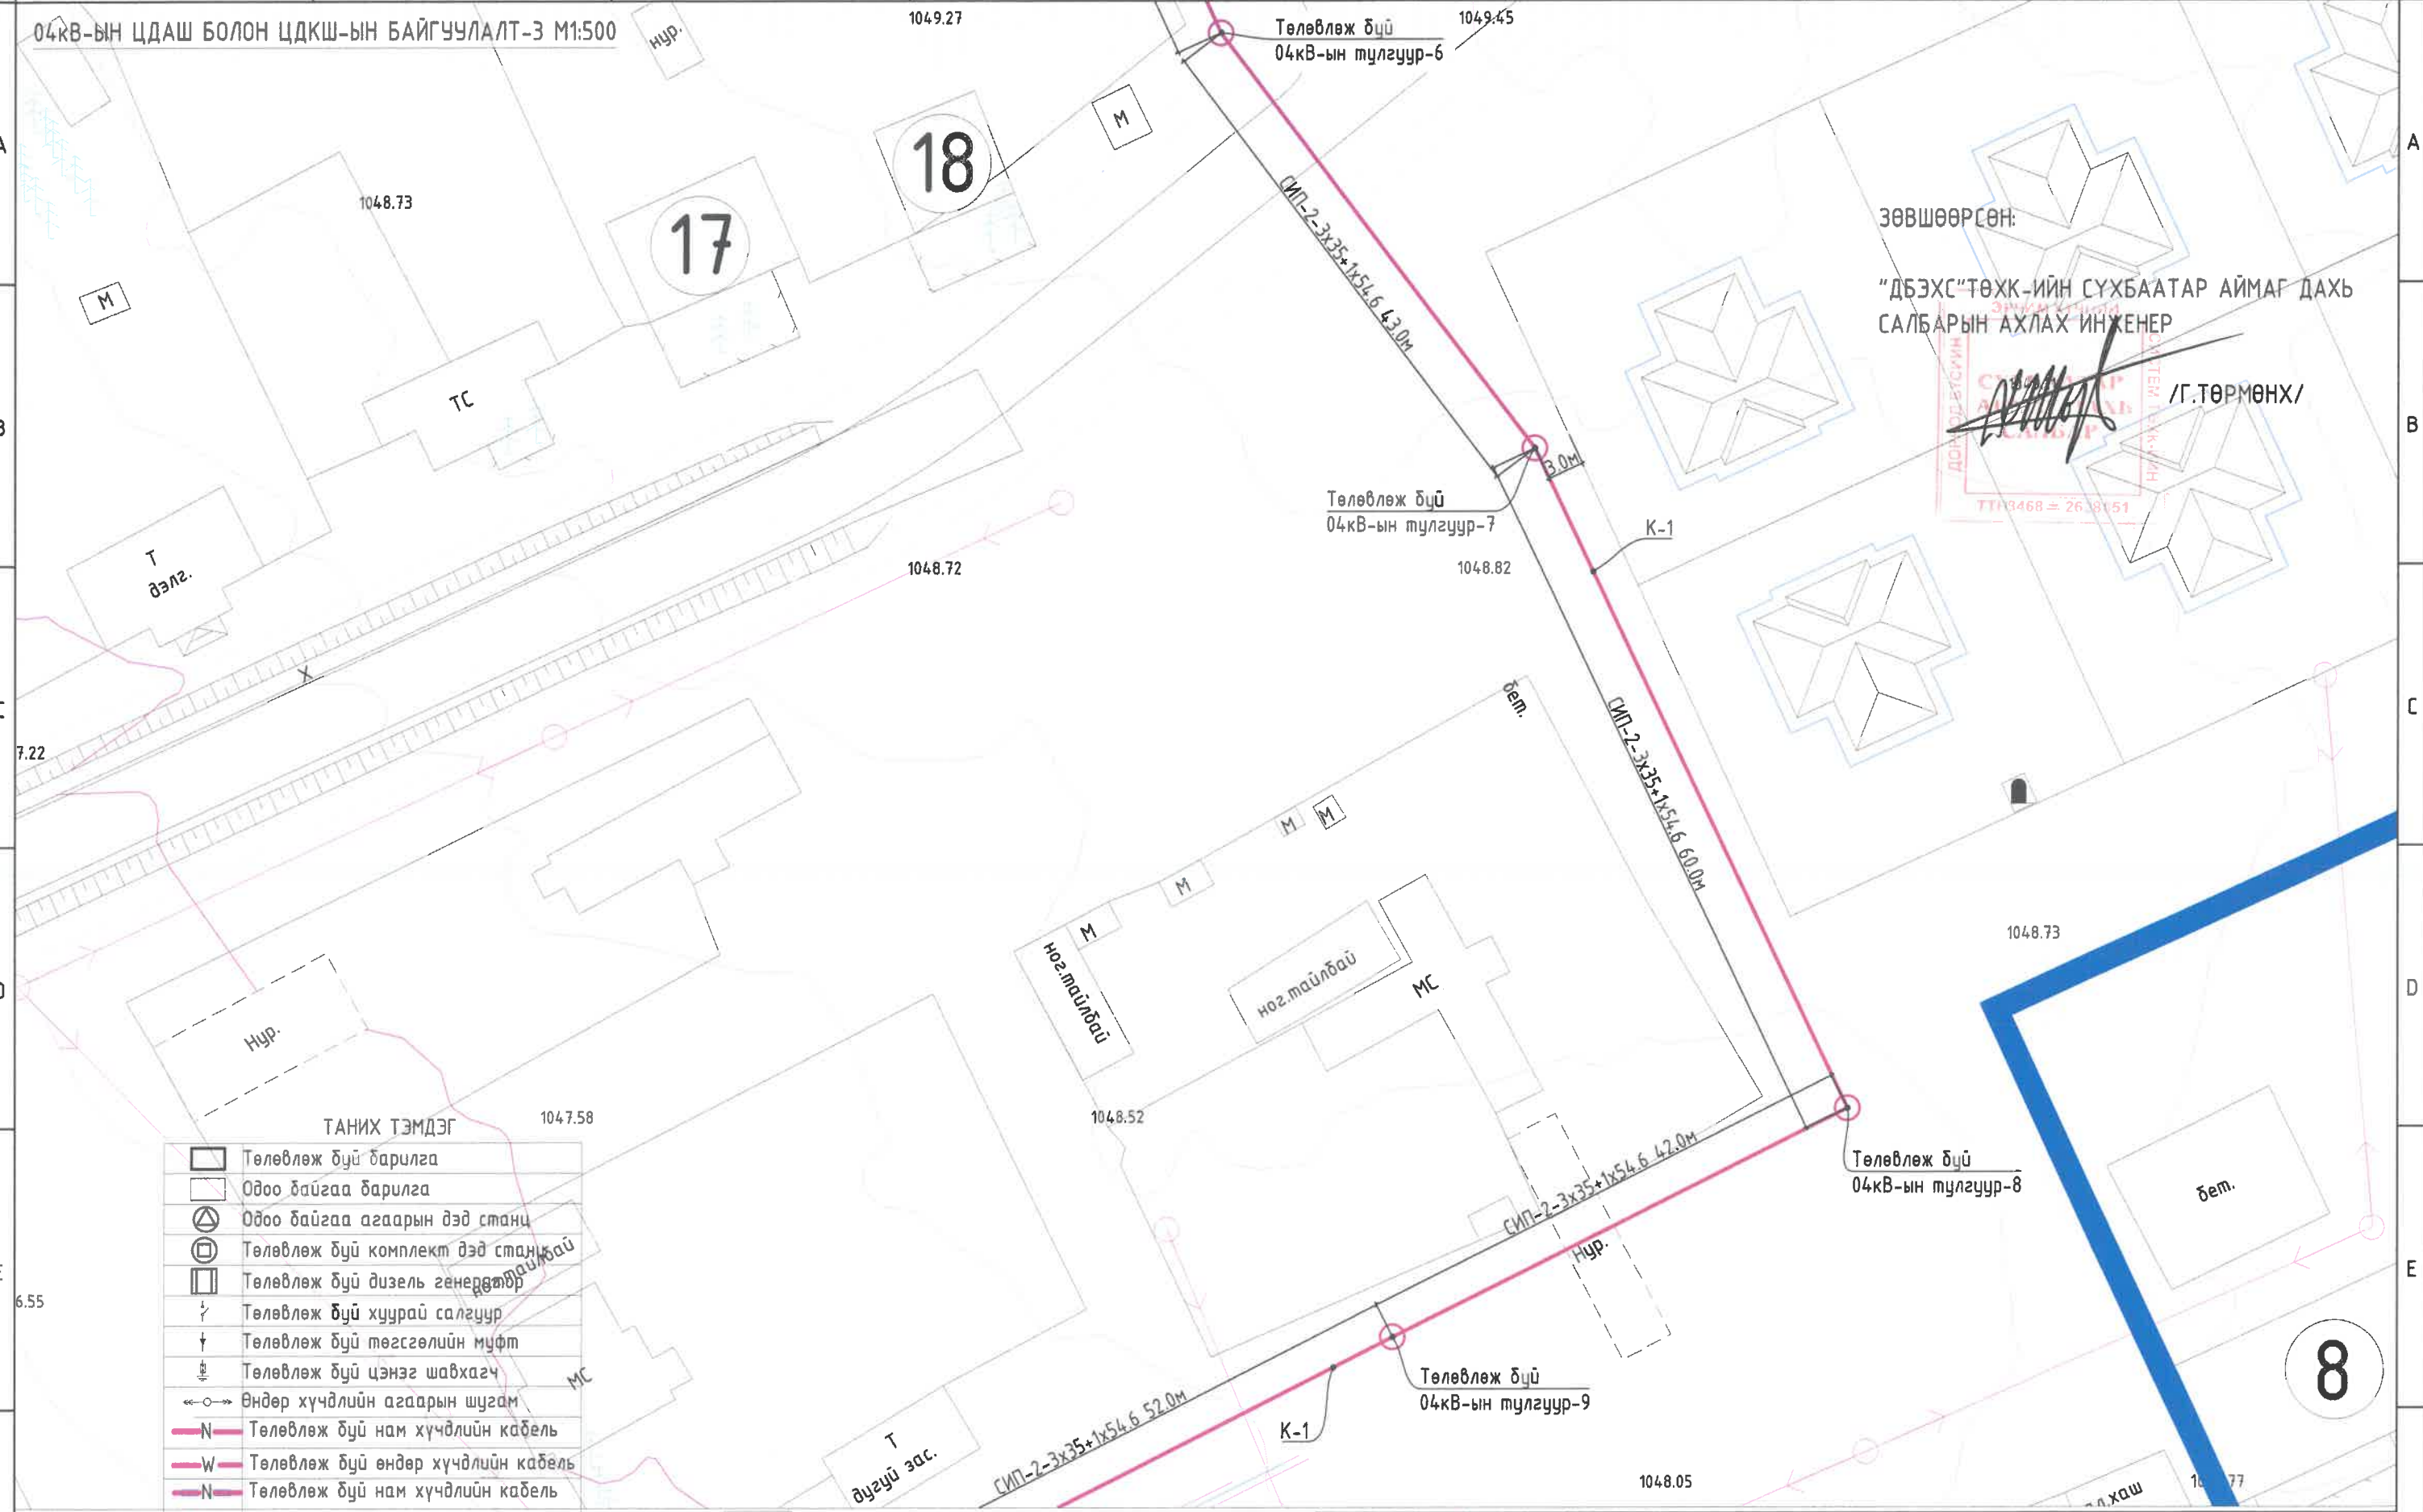 04кВ-ЫН ЦДАШ БОЛОН ЦДКШ-ЫН БАЙГУУЛАЛТ-3 М1:500
нур.
1049.27
Төлөвлөж буй
04кВ-ын тулгуур-6
1049.45
A
A
18
М
1048.73
17
СИП-2-3х35+1х54.6 43.0м
ЗӨВШӨӨРСӨН:
"ДБЭХС"ТӨХК-ИЙН СҮХБААТАР АЙМАГ ДАХЬ
САЛБАРЫН АХЛАХ ИНЖЕНЕР
/Г.ТӨРМӨНХ/
САЛБАР
М
ТС
B
B
3.0м
Төлөвлөж буй
04кВ-ын тулгуур-7
К-1
Т
дэлг.
1048.72
1048.82
X
бет.
C
7.22
СИП-2-3х35+1х54.6 60.0м
М
М
М
М
1048.73
ног.тайлбай
ног.тайлбай
МС
D
D
Нур.
1047.58
1048.52
ТАНИХ ТЭМДЭГ
Төлөвлөж буй барилга
Одоо байгаа барилга
Одоо байгаа агаарын дэд станц
Төлөвлөж буй комплект дэд станц
Төлөвлөж буй дизель генератор
Төлөвлөж буй хуурай салгуур
Төлөвлөж буй төгсгөлийн муфт
Төлөвлөж буй цэнэг шавхагч
Өндөр хүчдлийн агаарын шугам
N Төлөвлөж буй нам хүчдлийн кабель
W Төлөвлөж буй өндөр хүчдлийн кабель
N Төлөвлөж буй нам хүчдлийн кабель
ног.тайлбай
МС
6.55
СИП-2-3х35+1х54.6 42.0м
Төлөвлөж буй
04кВ-ын тулгуур-8
Нур.
бет.
E
E
8
Төлөвлөж буй
04кВ-ын тулгуур-9
К-1
СИП-2-3х35+1х54.6 52.0м
Т
дугуй зас.
1048.05